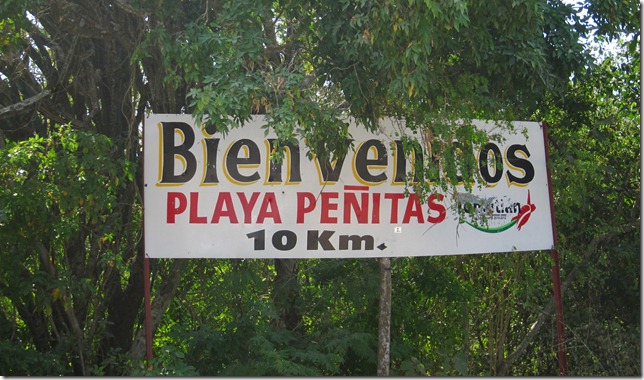 Bienvenidos
PLAYA PEÑITAS
10 Km.